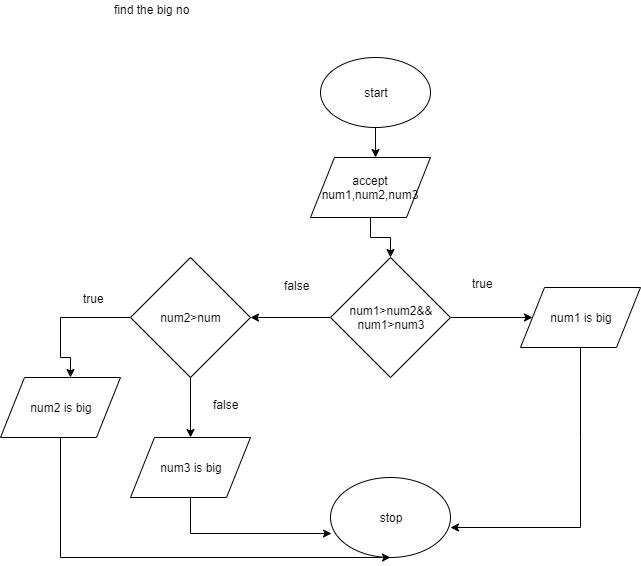 find the big no
start
accept
num1,num2,num3
false
true
num1>num2&&
num1>num3
num1 is big
num2>num
true
false
num2 is big
num3 is big
stop